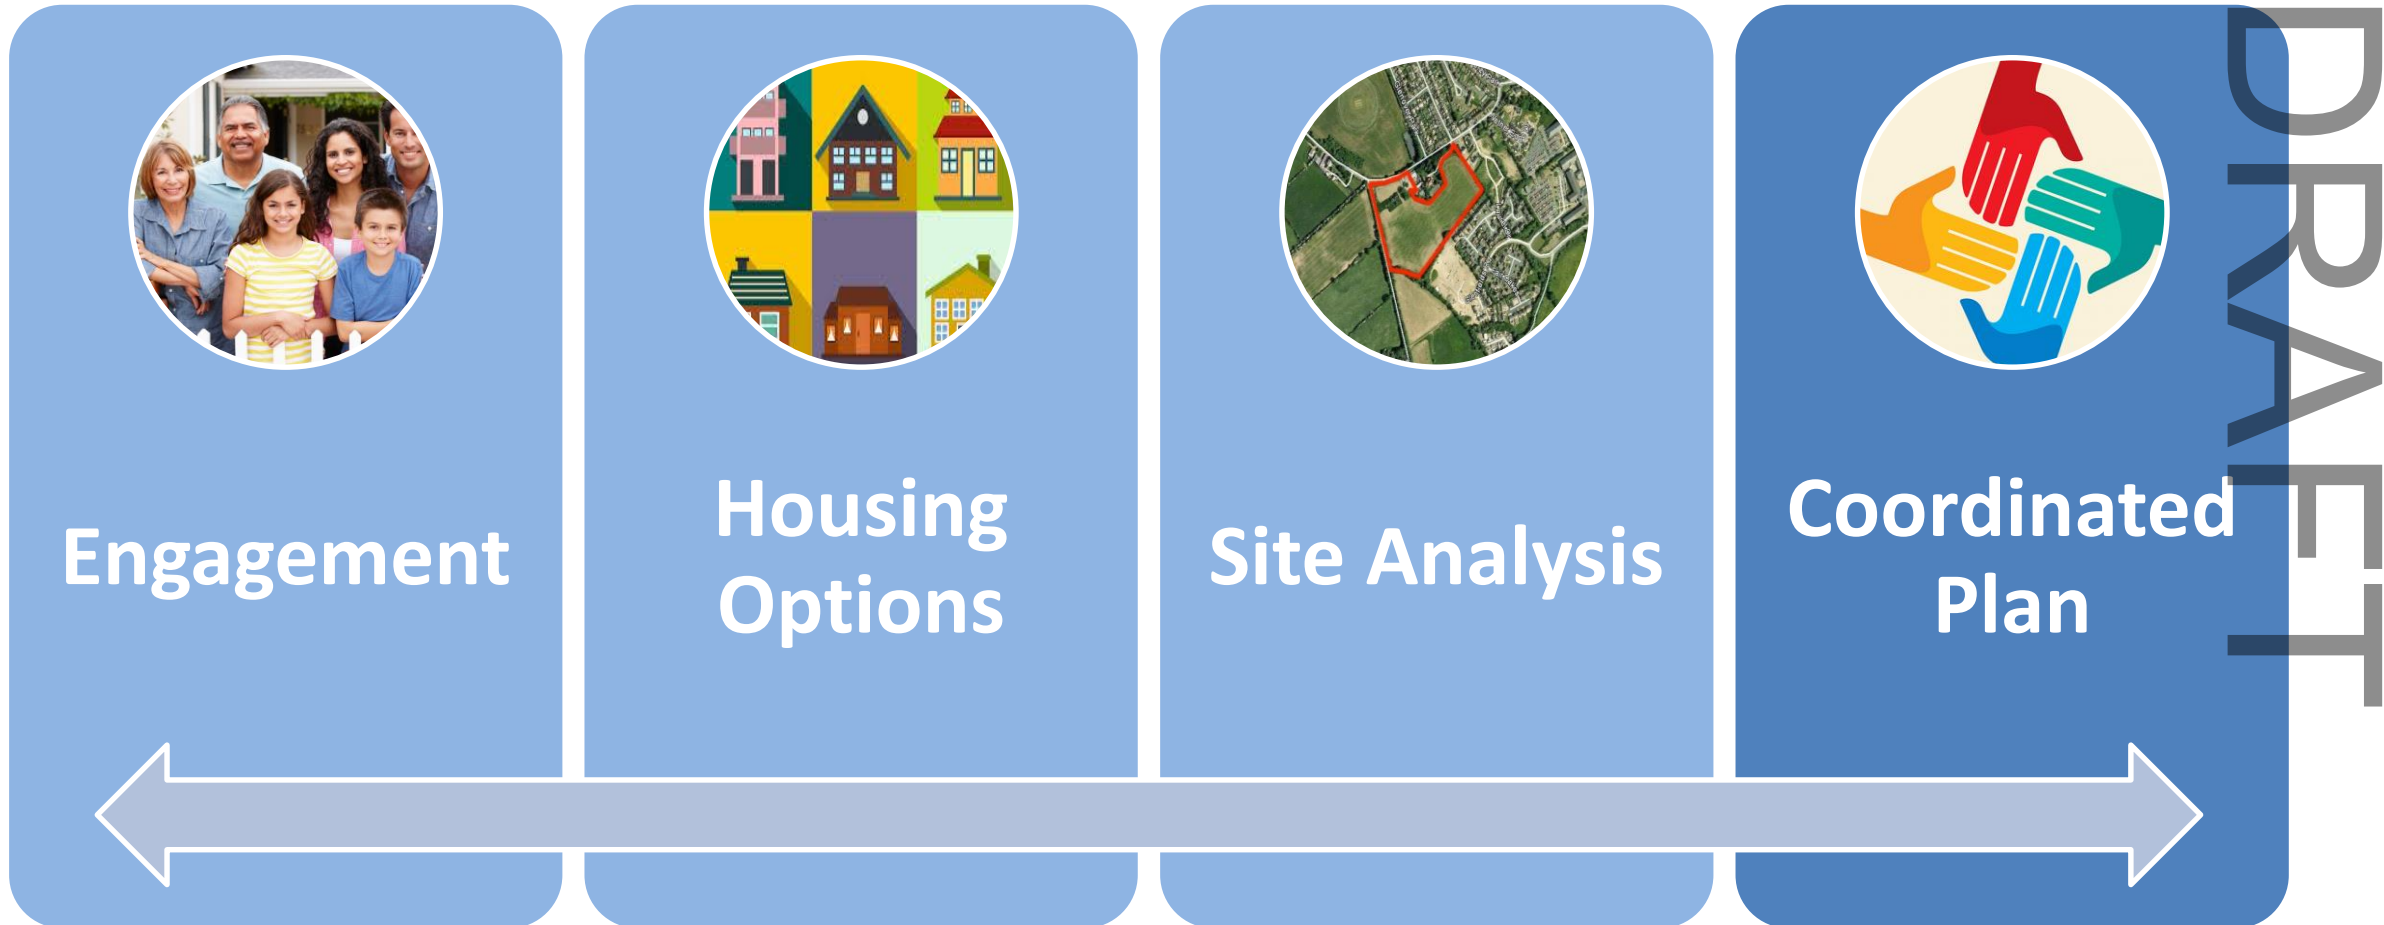 Engagement
Housing
Options
Site Analysis
Coordinated
Plan
DRAFT